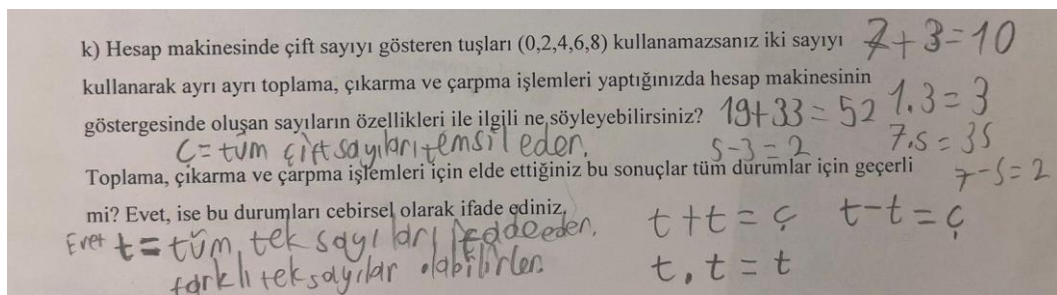 k) Hesap makinesinde çift sayıyı gösteren tuşları (0,2,4,6,8) kullanamazsanız iki sayıyı 7+3=10
kullanarak ayrı ayrı toplama, çıkarma ve çarpma işlemleri yaptığınızda hesap makinesinin
göstergesinde oluşan sayıların özellikleri ile ilgili ne söyleyebilirsiniz? 19+33=52 1.3=3
Ç=tüm çift sayıları temsil eder. 5-3=2 7.5=35
Toplama, çıkarma ve çarpma işlemleri için elde ettiğiniz bu sonuçlar tüm durumlar için geçerli 7-5=2
mi? Evet, ise bu durumları cebirsel olarak ifade ediniz.
Evet t=tüm tek sayıları ifade eder. t+t=ç t-t=ç
farklı tek sayılar olabilirler. t.t=t